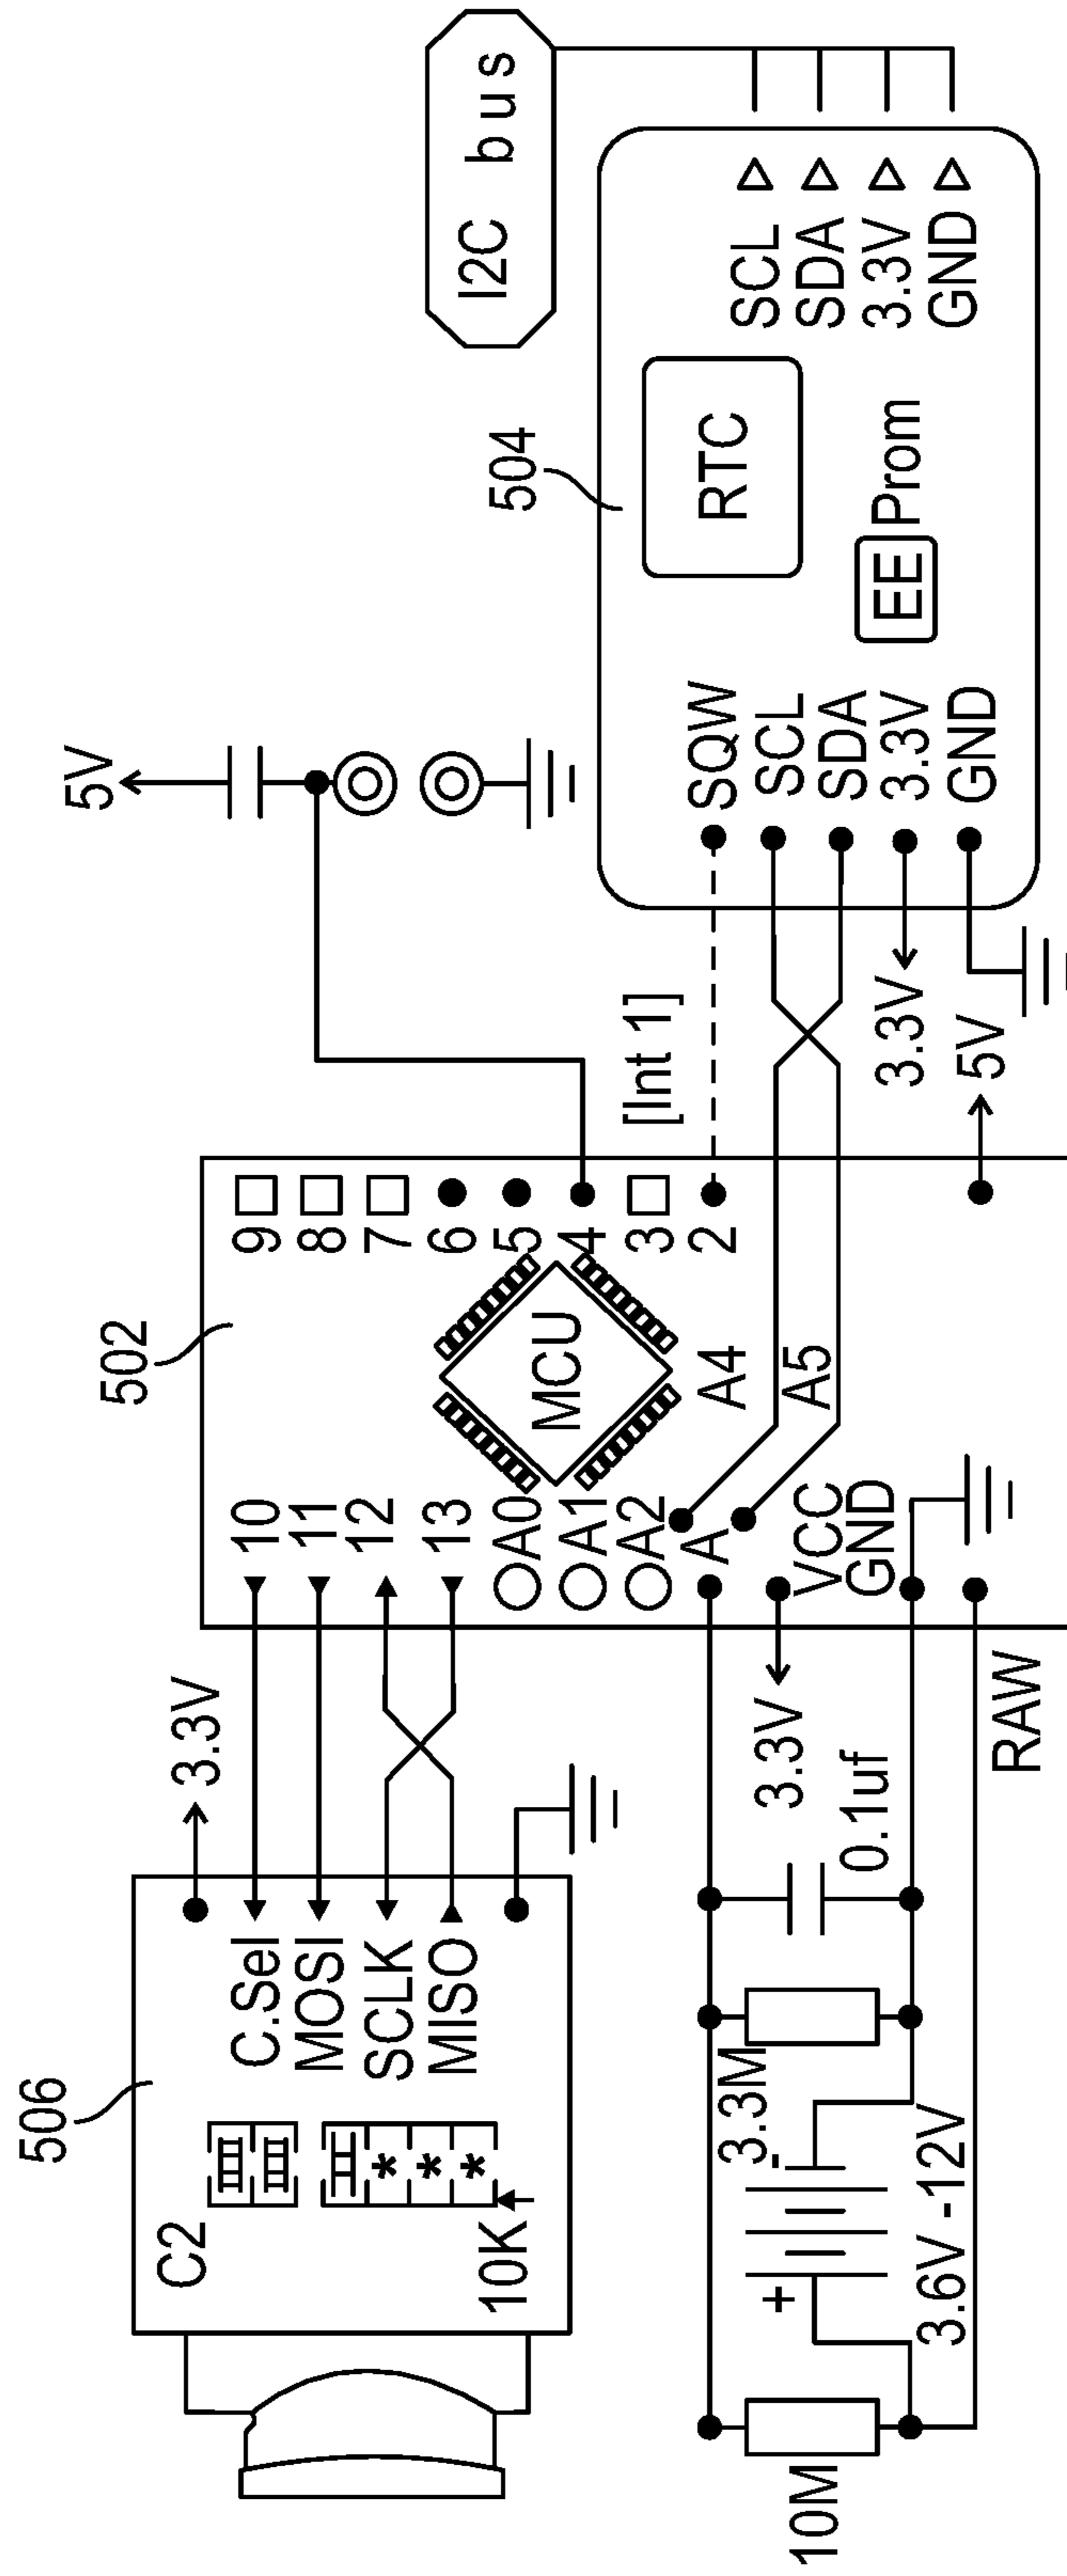 506
C2
C.Sel
MOSI
SCLK
MISO
* * *
10K
3.3V
502
10
11
12
13
A0
A1
A2
A
A4
A5
VCC
GND
RAW
MCU
9
8
7
6
5
4
3
2
5V
[Int 1]
5V
504
RTC
EE Prom
SQW
SCL
SDA
3.3V
GND
3.3V
SCL
SDA
3.3V
GND
I2C bus
10M
+
-
3.6V -12V
3.3M
0.1uf
3.3V